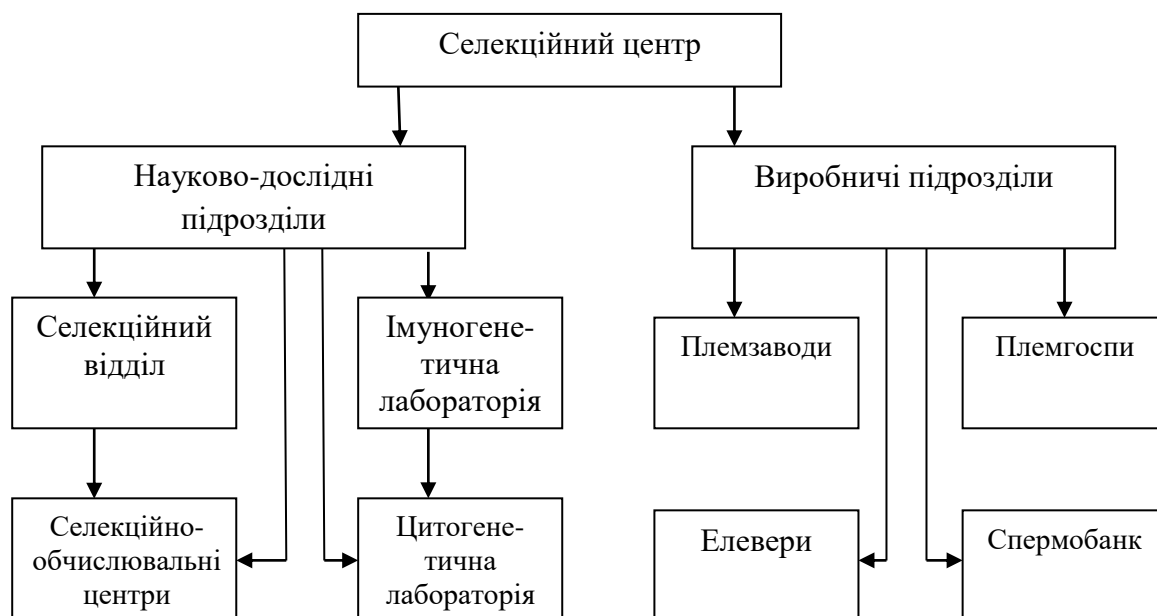 Селекційний центр
Науково-дослідні
підрозділи
Виробничі підрозділи
Селекційний
відділ
Імуногене-
тична
лабораторія
Племзаводи
Племгоспи
Селекційно-
обчислювальні
центри
Цитогене-
тична
лабораторія
Елевери
Спермобанк